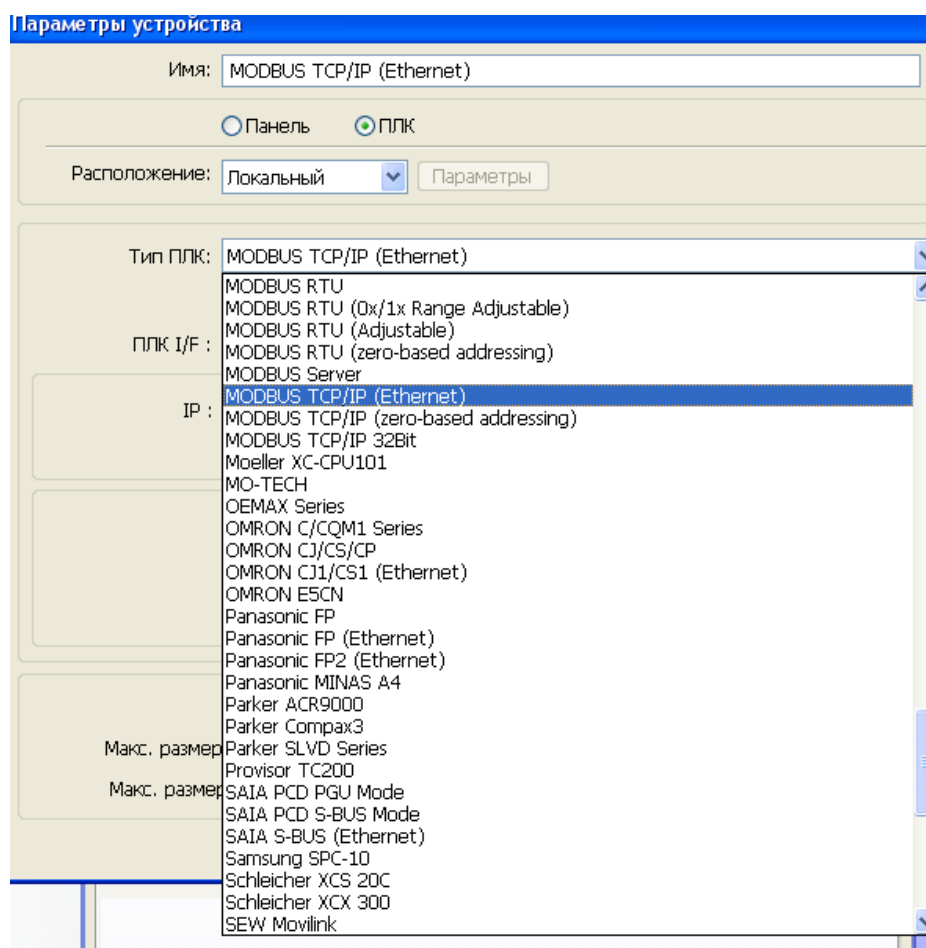 Параметры устройства
Имя: MODBUS TCP/IP (Ethernet)
Панель ПЛК
Расположение: Локальный Параметры
Тип ПЛК: MODBUS TCP/IP (Ethernet)
MODBUS RTU
MODBUS RTU (0x/1x Range Adjustable)
MODBUS RTU (Adjustable)
ПЛК I/F :
MODBUS RTU (zero-based addressing)
MODBUS Server
MODBUS TCP/IP (Ethernet)
IP :
MODBUS TCP/IP (zero-based addressing)
MODBUS TCP/IP 32Bit
Moeller XC-CPU101
MO-TECH
OEMAX Series
OMRON C/CQM1 Series
OMRON CJ/CS/CP
OMRON CJ1/CS1 (Ethernet)
OMRON E5CN
Panasonic FP
Panasonic FP (Ethernet)
Panasonic FP2 (Ethernet)
Panasonic MINAS A4
Parker ACR9000
Parker Compax3
Макс. размер Parker SLVD Series
Provisor TC200
Макс. размер SAIA PCD PGU Mode
SAIA PCD S-BUS Mode
SAIA S-BUS (Ethernet)
Samsung SPC-10
Schleicher XCS 20C
Schleicher XCX 300
SEW Movilink